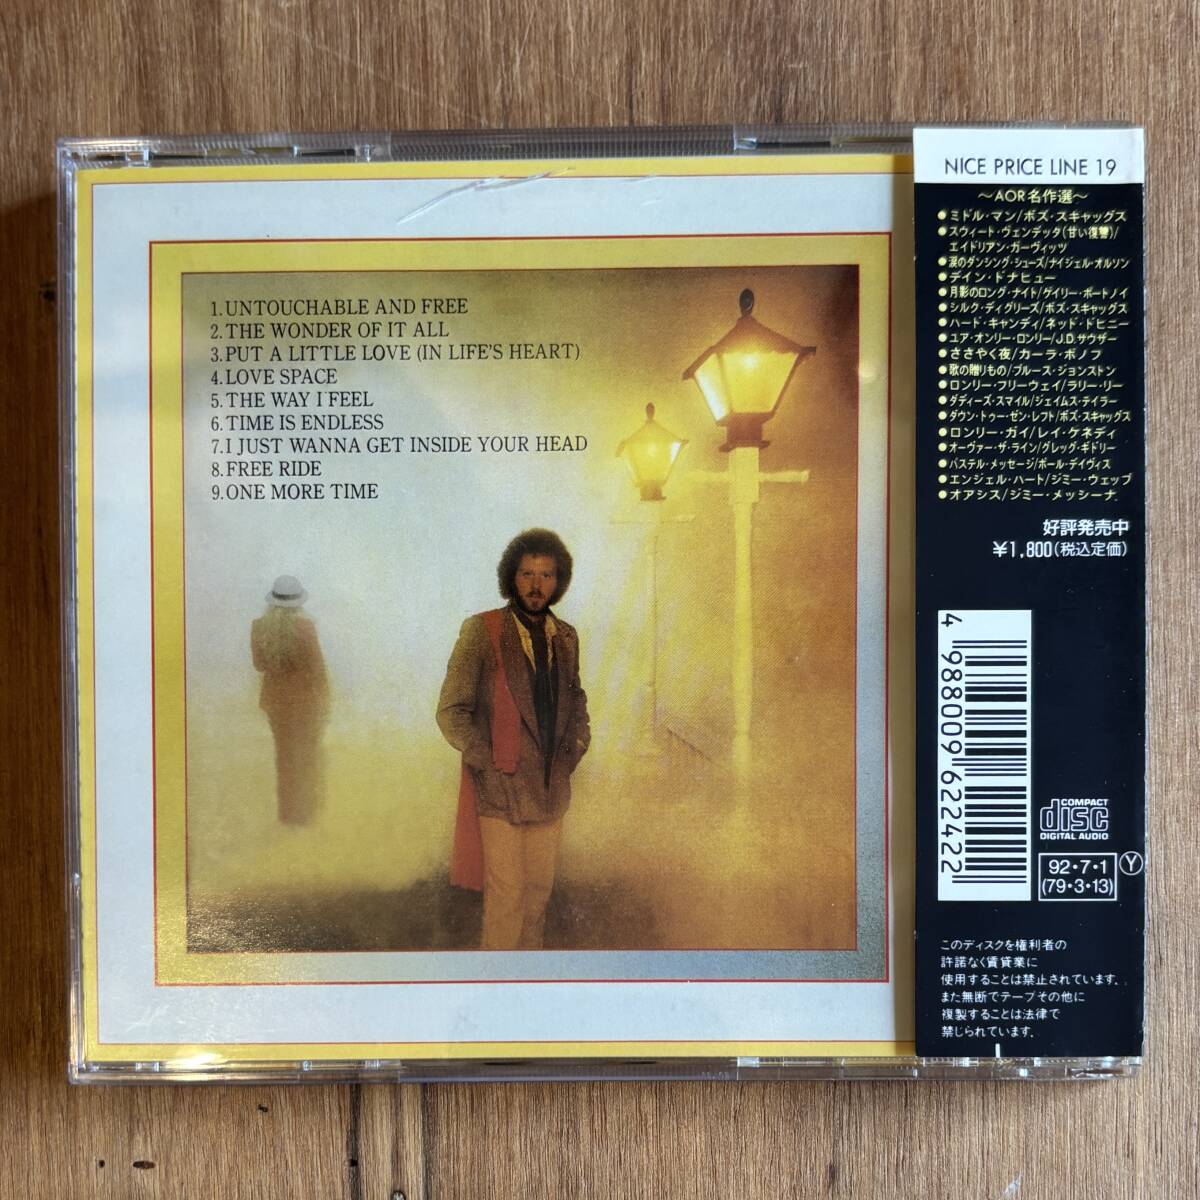 1.UNTOUCHABLE AND FREE
2.THE WONDER OF IT ALL
3.PUT A LITTLE LOVE (IN LIFE'S HEART)
4.LOVE SPACE
5.THE WAY I FEEL
6.TIME IS ENDLESS
7.I JUST WANNA GET INSIDE YOUR HEAD
8.FREE RIDE
9.ONE MORE TIME
NICE PRICE LINE 19
〜AOR名作選〜
●ミドル・マン/ボズ・スキャッグス
●スウィート・ヴェンデッタ(甘い復讐)/
エイドリアン・ガーヴィッツ
●涙のダンシング・シューズ/ナイジェル・オルソン
●デイン・ドナヒュー
●月影のロング・ナイト/ゲイリー・ポートノイ
●シルク・ディグリーズ/ボズ・スキャッグス
●ハード・キャンディ/ネッド・ドヒニー
●ユア・オンリー・ロンリー/J.D.サウザー
●ささやく夜/カーラ・ボノフ
●歌の贈りもの/ブルース・ジョンストン
●ロンリー・フリーウェイ/ラリー・リー
●ダディーズ・スマイル/ジェイムス・テイラー
●ダウン・トゥー・ゼン・レフト/ボズ・スキャッグス
●ロンリー・ガイ/レイ・ケネディ
●オーヴァー・ザ・ライン/グレッグ・ギドリー
●パステル・メッセージ/ポール・デイヴィス
●エンジェル・ハート/ジミー・ウェッブ
●オアシス/ジミー・メッシーナ
好評発売中
¥1,800(税込定価)
4 988009 622422
COMPACT
disc
DIGITAL AUDIO
92・7・1
(79・3・13)
Y
このディスクを権利者の
許諾なく賃貸業に
使用することは禁止されています。
また無断でテープその他に
複製することは法律で
禁じられています。